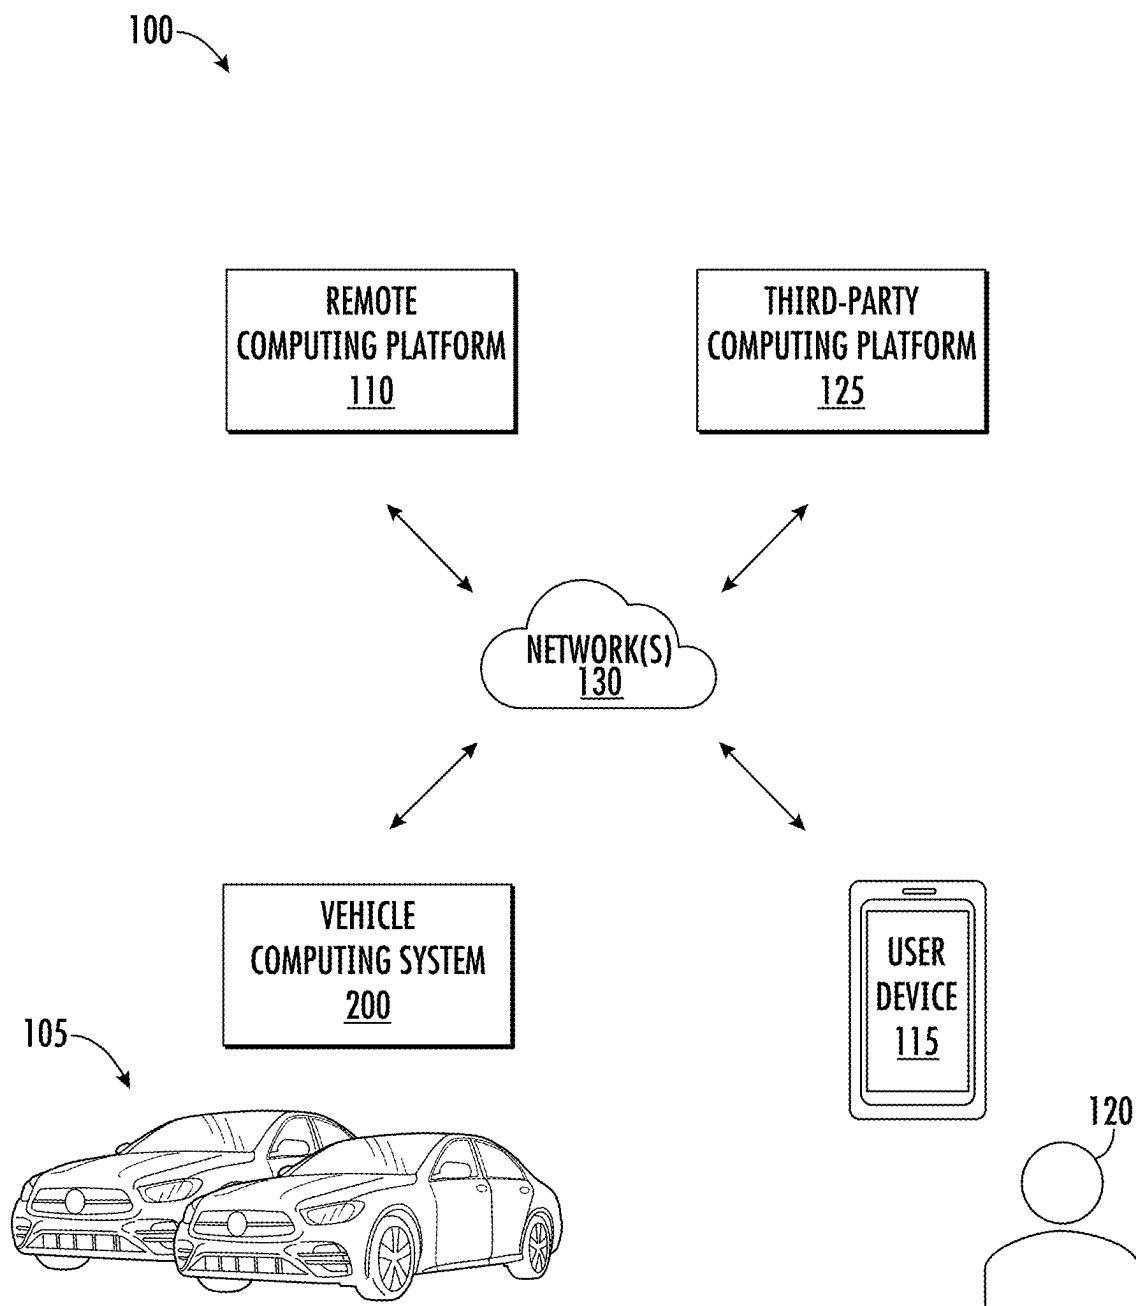 100
REMOTE
COMPUTING PLATFORM
110
THIRD-PARTY
COMPUTING PLATFORM
125
NETWORK(S)
130
VEHICLE
COMPUTING SYSTEM
200
USER
DEVICE
115
105
120